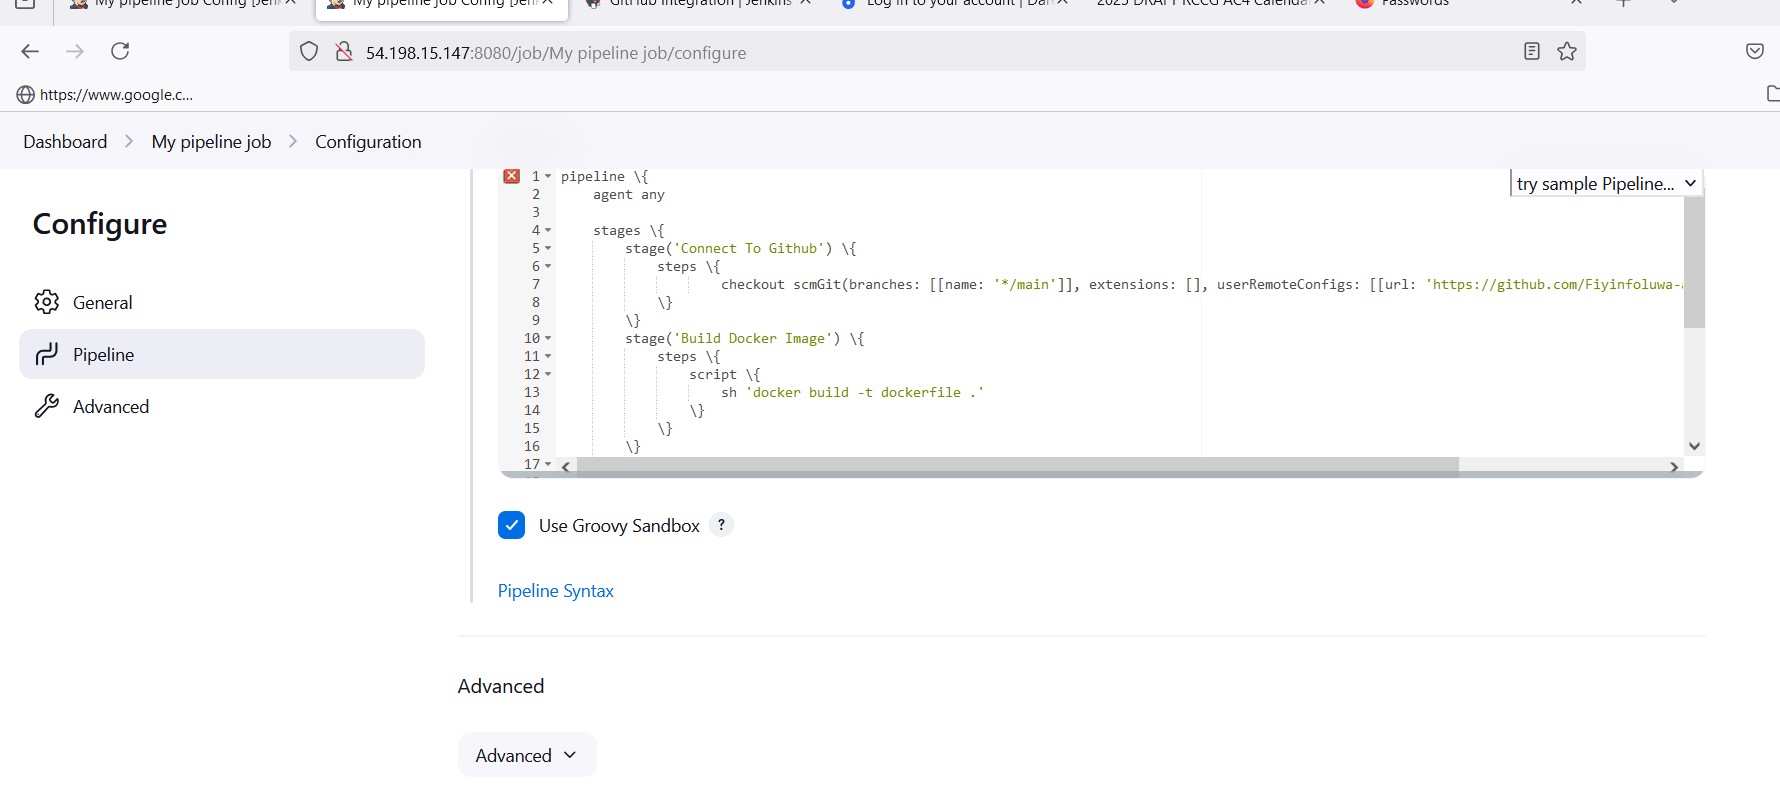 My pipeline job Config [Jenk
My pipeline job Config [Jen
GitHub integration | Jenkins
Log in to your account | Dar
2025 DRAFT RCCG AC4 Calenda
Passwords
54.198.15.147:8080/job/My pipeline job/configure
https://www.google.c...
Dashboard > My pipeline job > Configuration
Configure
General
Pipeline
Advanced
try sample Pipeline...
1 pipeline \{
2 agent any
3
4 stages \{
5 stage('Connect To Github') \{
6 steps \{
7 checkout scmGit(branches: [[name: '*/main']], extensions: [], userRemoteConfigs: [[url: 'https://github.com/Fiyinfoluwa-
8 \}
9 \}
10 stage('Build Docker Image') \{
11 steps \{
12 script \{
13 sh 'docker build -t dockerfile .'
14 \}
15 \}
16 \}
17
Use Groovy Sandbox ?
Pipeline Syntax
Advanced
Advanced